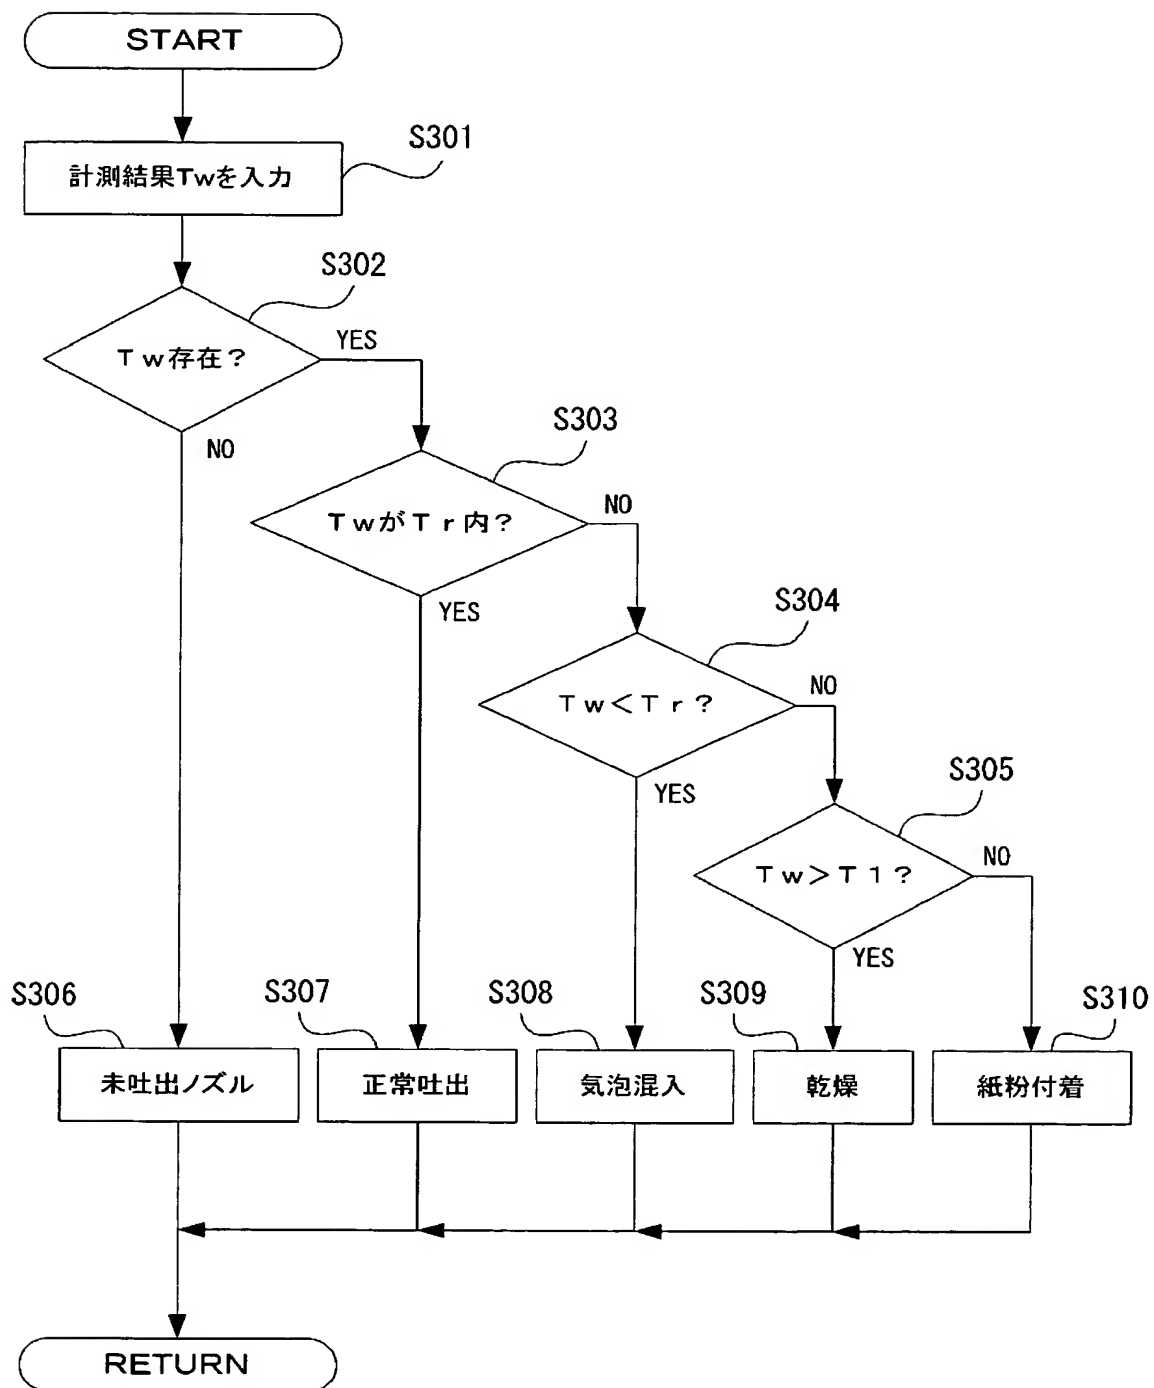 START
S301
計測結果Twを入力
S302
Tw存在?
YES
NO
S303
TwがTr内?
NO
YES
S304
Tw<Tr?
NO
YES
S305
Tw>T1?
NO
YES
S306
S307
S308
S309
S310
未吐出ノズル
正常吐出
気泡混入
乾燥
紙粉付着
RETURN